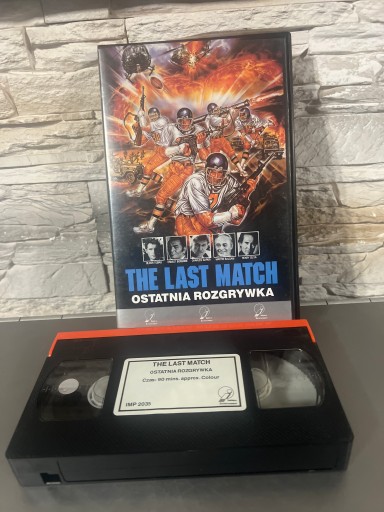 THE LAST MATCH
OSTATNIA ROZGRYWKA
THE LAST MATCH
OSTATNIA ROZGRYWKA
Czas: 90 mins. approx. Colour
IMP 2039